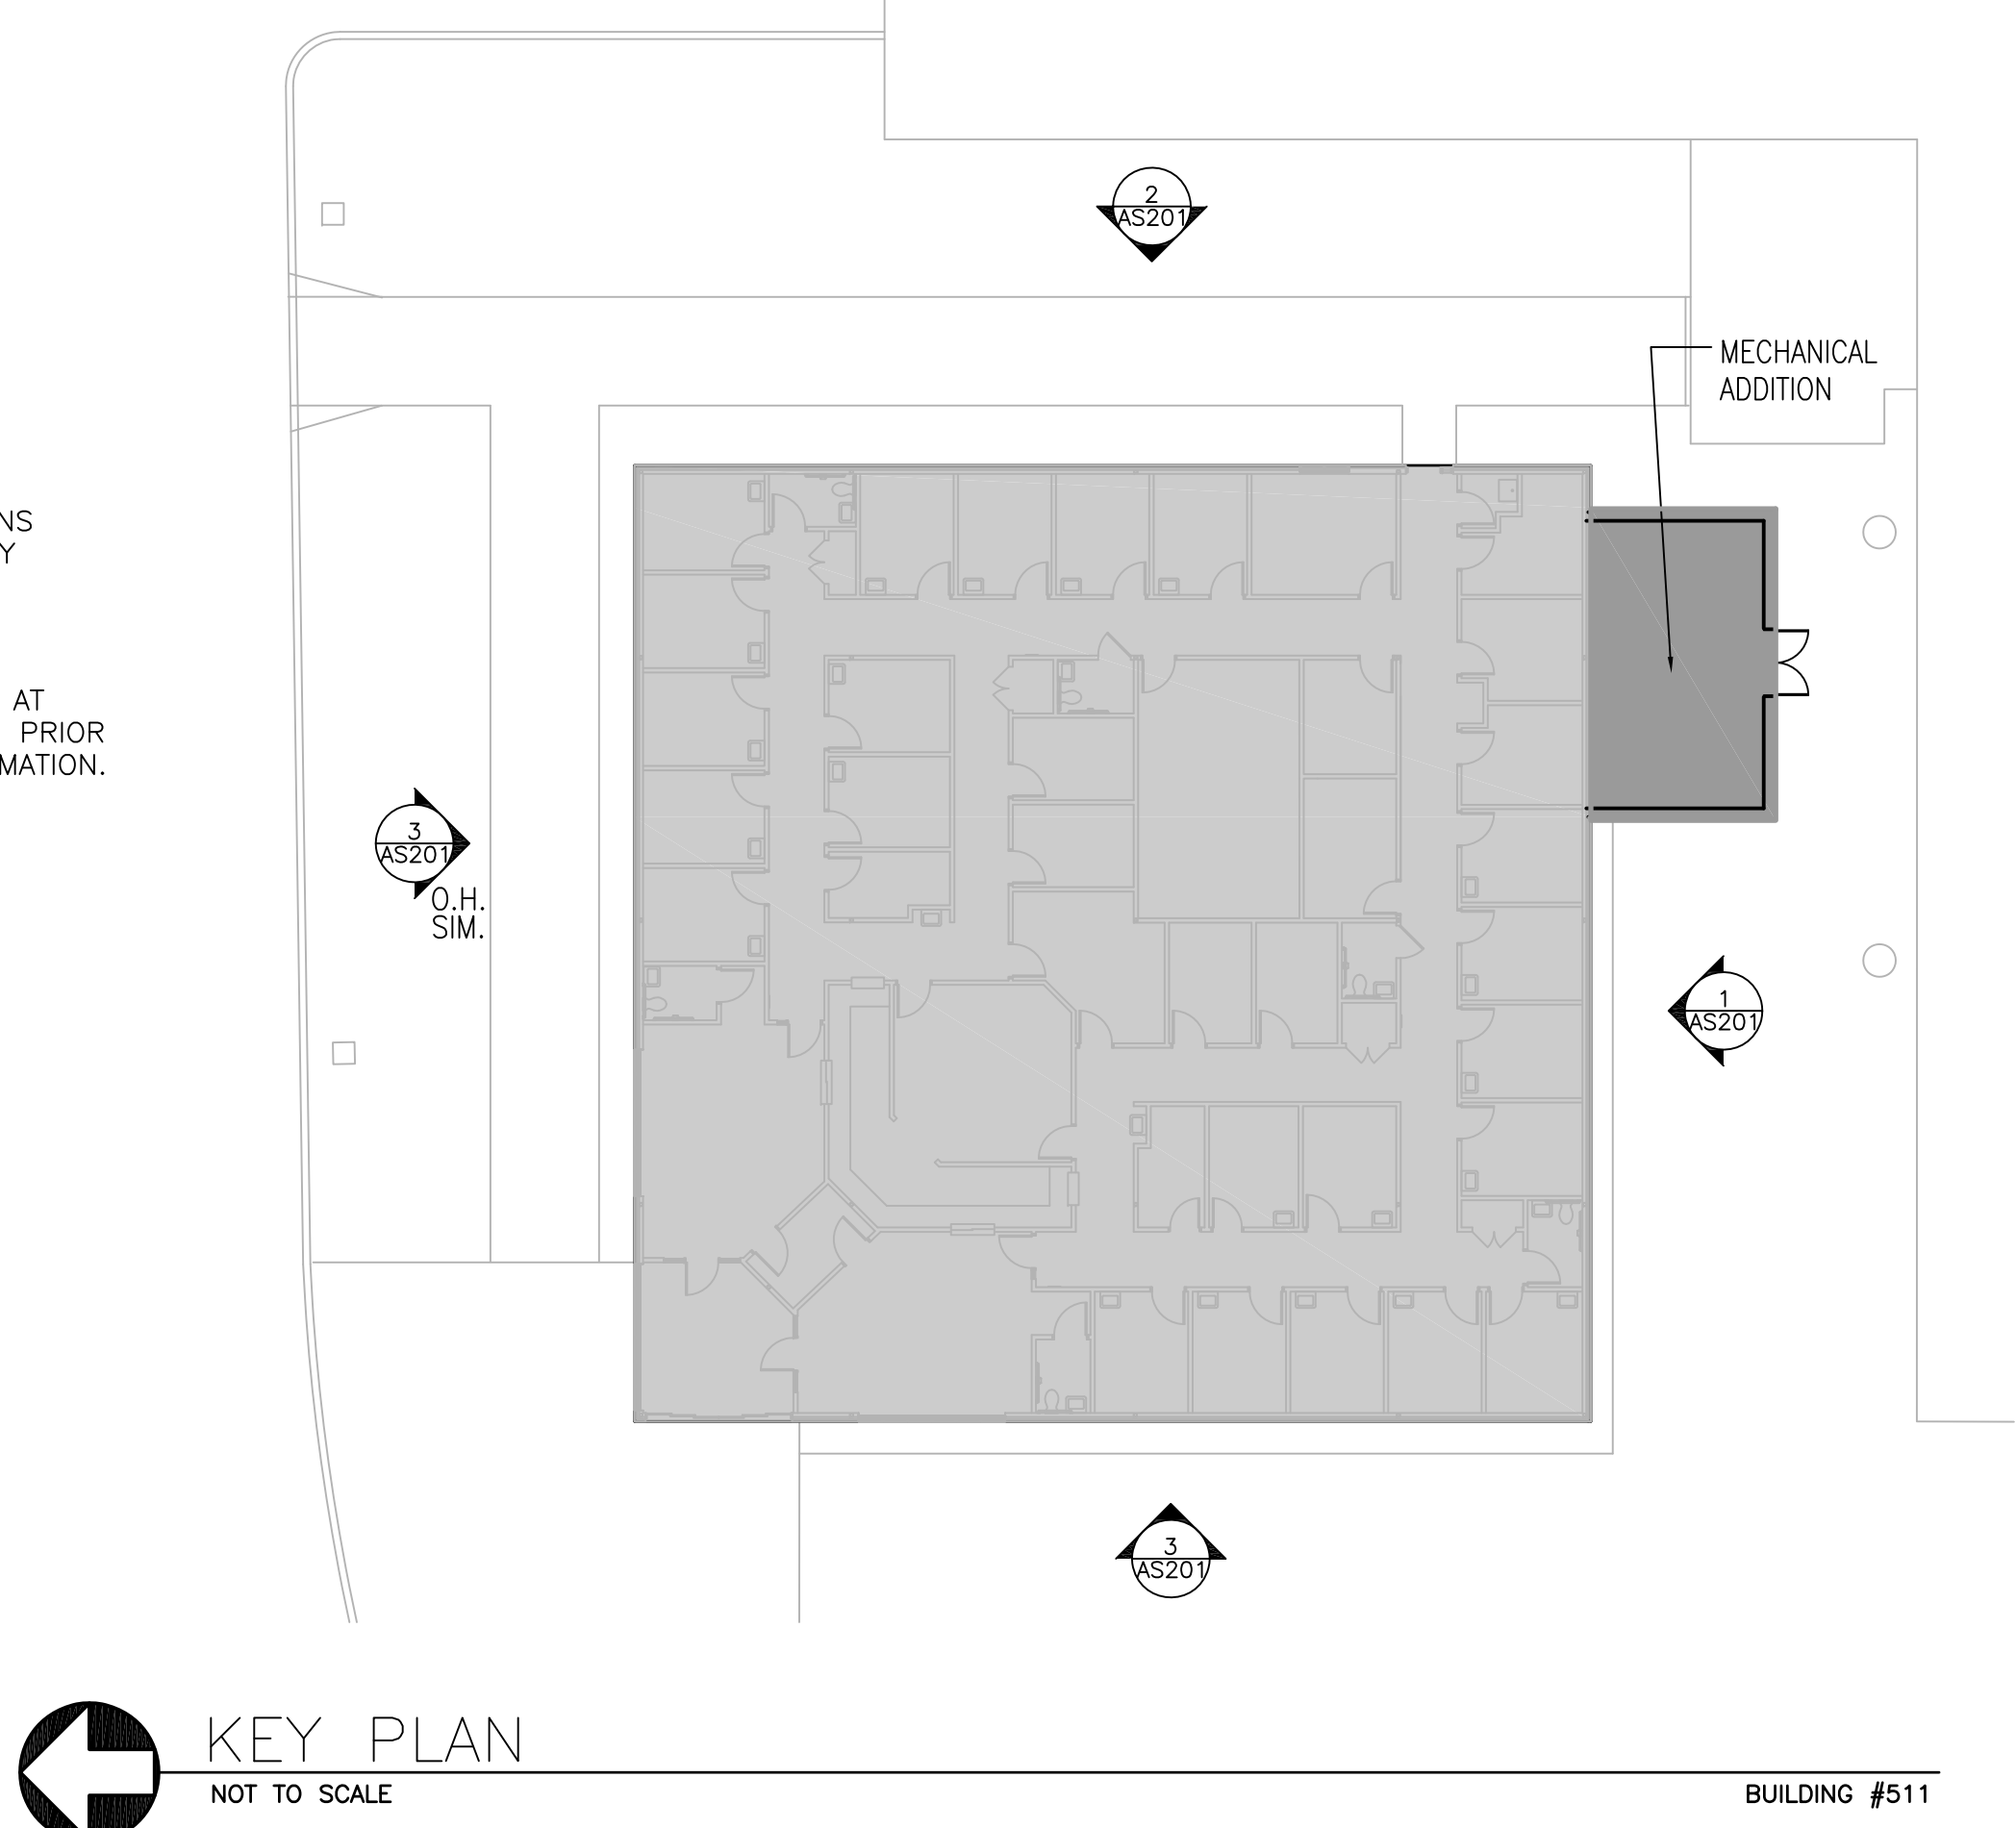 2
AS201
MECHANICAL
ADDITION
NS
Y
AT
PRIOR
MATION.
3
AS201
O.H.
SIM.
1
AS201
3
AS201
KEY PLAN
NOT TO SCALE
BUILDING #511